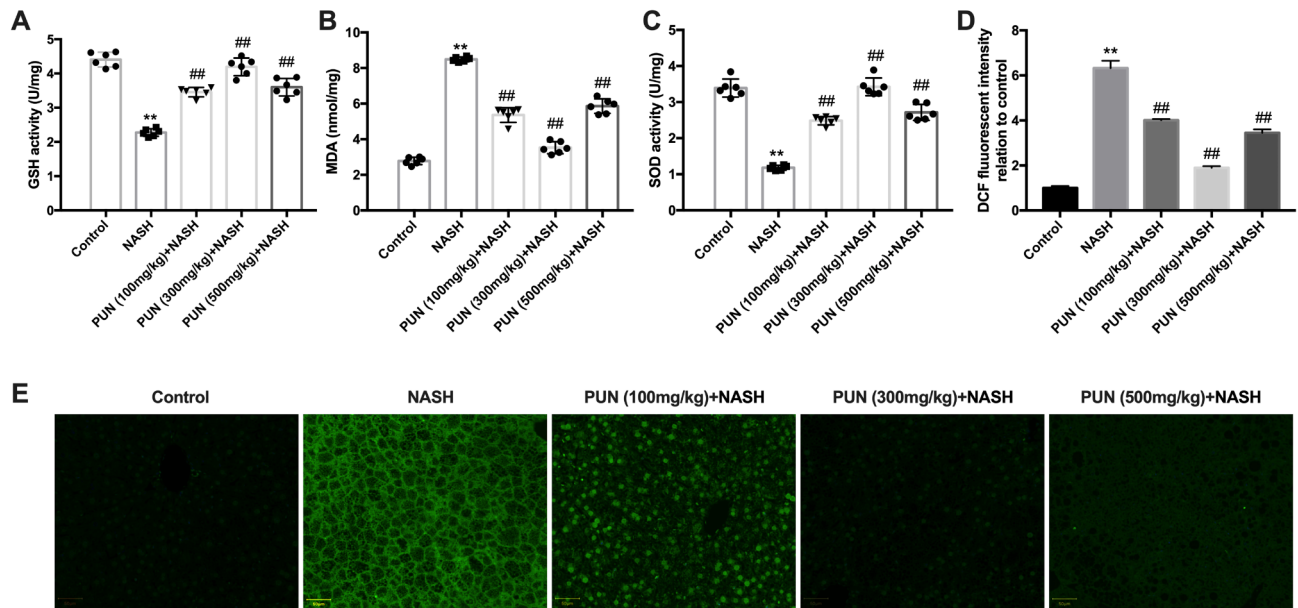 A
GSH activity (U/mg)
5
4
3
2
1
0
**
##
##
##
Control
NASH
PUN (100mg/kg)+NASH
PUN (300mg/kg)+NASH
PUN (500mg/kg)+NASH
B
MDA (nmol/mg)
10
8
6
4
2
0
**
##
##
##
Control
NASH
PUN (100mg/kg)+NASH
PUN (300mg/kg)+NASH
PUN (500mg/kg)+NASH
C
SOD activity (U/mg)
5
4
3
2
1
0
**
##
##
##
Control
NASH
PUN (100mg/kg)+NASH
PUN (300mg/kg)+NASH
PUN (500mg/kg)+NASH
D
DCF fluuorescent intensity
relation to control
8
6
4
2
0
**
##
##
##
Control
NASH
PUN (100mg/kg)+NASH
PUN (300mg/kg)+NASH
PUN (500mg/kg)+NASH
E
Control
NASH
PUN (100mg/kg)+NASH
PUN (300mg/kg)+NASH
PUN (500mg/kg)+NASH